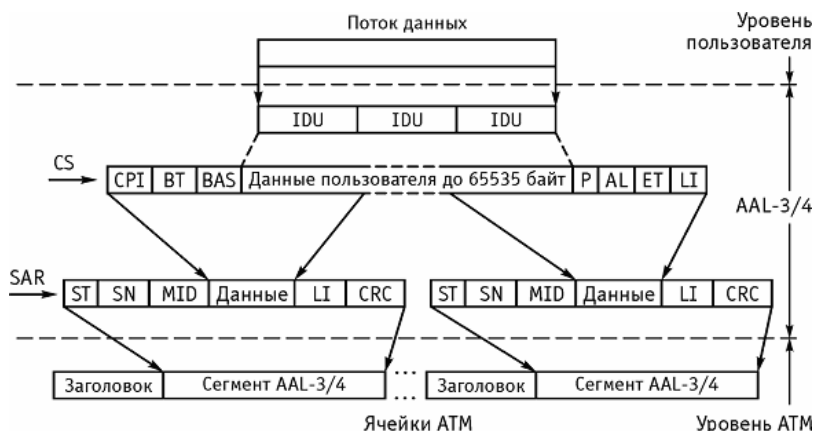 Поток данных
Уровень
пользователя
IDU IDU IDU
CS
CPI BT BAS Данные пользователя до 65535 байт P AL ET LI
AAL-3/4
SAR
ST SN MID Данные LI CRC ST SN MID Данные LI CRC
Заголовок Сегмент AAL-3/4 ... Заголовок Сегмент AAL-3/4
Ячейки ATM
Уровень ATM